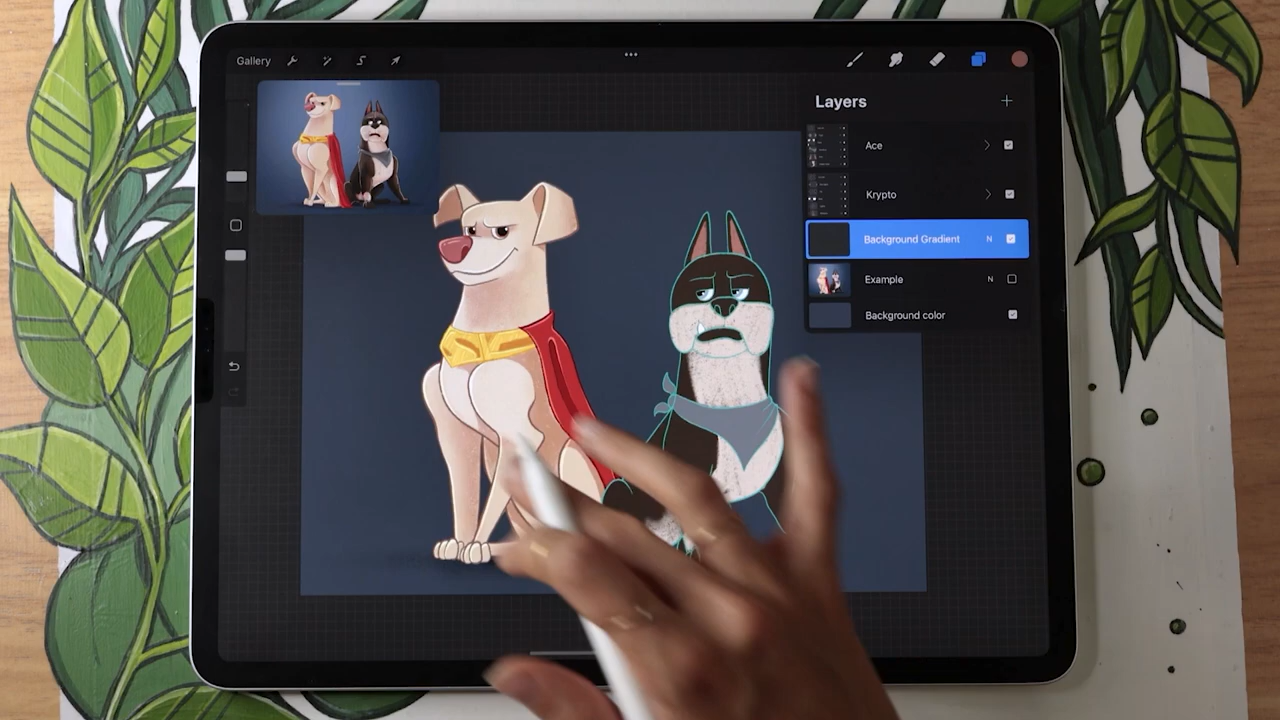 Gallery
Layers
Ace
Krypto
Background Gradient N
Example N
Background color